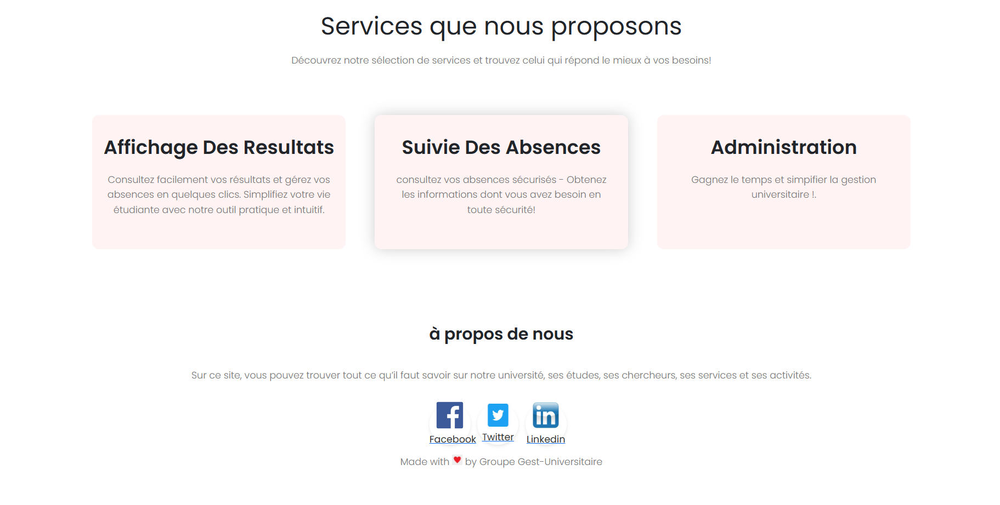 Services que nous proposons
Découvrez notre sélection de services et trouvez celui qui répond le mieux à vos besoins!
Affichage Des Resultats
Consultez facilement vos résultats et gérez vos
absences en quelques clics. Simplifiez votre vie
étudiante avec notre outil pratique et intuitif.
Suivie Des Absences
consultez vos absences sécurisés - Obtenez
les informations dont vous avez besoin en
toute sécurité!
Administration
Gagnez le temps et simpifier la gestion
universitaire !.
à propos de nous
Sur ce site, vous pouvez trouver tout ce qu’il faut savoir sur notre université, ses études, ses chercheurs, ses services et ses activités.
Facebook Twitter Linkedin
Made with ❤ by Groupe Gest-Universitaire